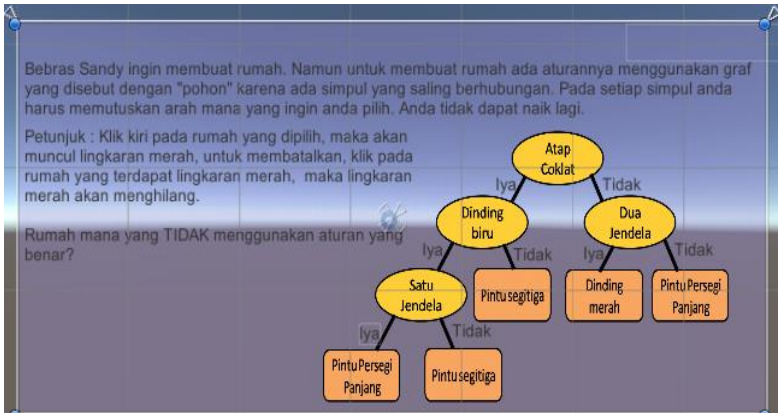 Bebras Sandy ingin membuat rumah. Namun untuk membuat rumah ada aturannya menggunakan graf
yang disebut dengan "pohon" karena ada simpul yang saling berhubungan. Pada setiap simpul anda
harus memutuskan arah mana yang ingin anda pilih. Anda tidak dapat naik lagi.
Petunjuk : Klik kiri pada rumah yang dipilih, maka akan
muncul lingkaran merah, untuk membatalkan, klik pada
rumah yang terdapat lingkaran merah, maka lingkaran
merah akan menghilang.
Rumah mana yang TIDAK menggunakan aturan yang
benar?
Atap
Coklat
Iya
Tidak
Dinding
biru
Dua
Jendela
Iya
Tidak
Iya
Tidak
Satu
Jendela
Pintu segitiga
Dinding
merah
Pintu Persegi
Panjang
Iya
Tidak
Pintu Persegi
Panjang
Pintu segitiga